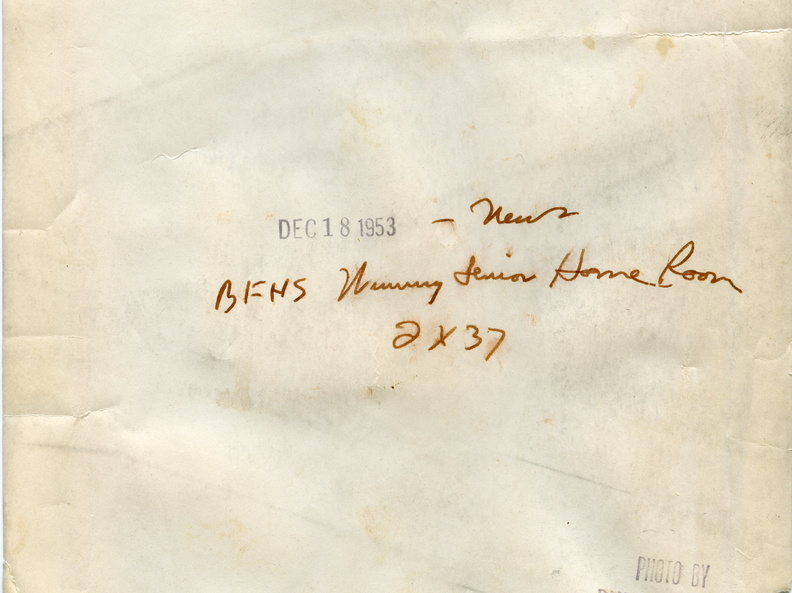 DEC 18 1953 - News
BFHS Winning Senior Home Room
2 X 37
PHOTO BY